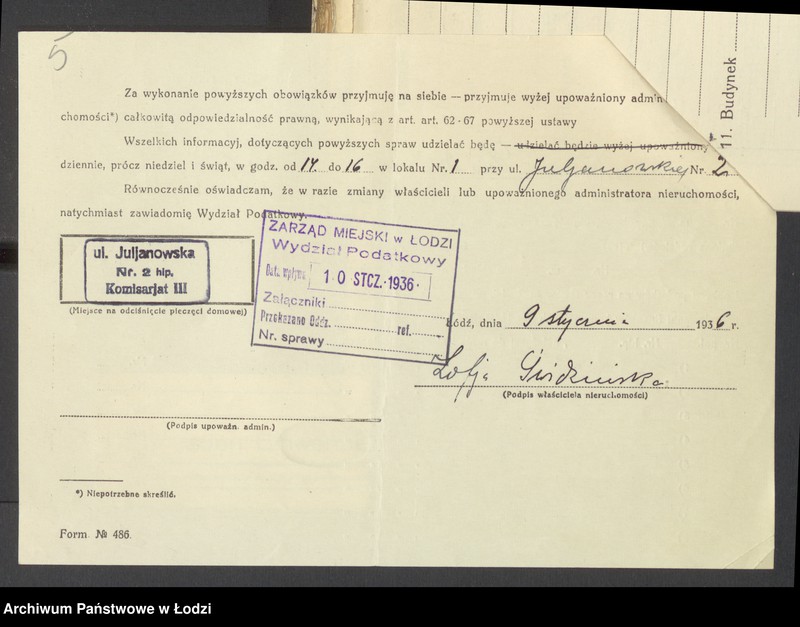 5
Za wykonanie powyższych obowiązków przyjmuję na siebie — przyjmuje wyżej upoważniony admin
chomości*) całkowitą odpowiedzialność prawną, wynikającą z art. art. 62-67 powyższej ustawy
Wszelkich informacyj, dotyczących powyższych spraw udzielać będę — udzielać będzie wyżej upoważniony,
dziennie, prócz niedziel i świąt, w godz. od 14 do 16 w lokalu Nr. 1 przy ul. Juljanowskiej Nr 2
Równocześnie oświadczam, że w razie zmiany właścicieli lub upoważnionego administratora nieruchomości,
natychmiast zawiadomię Wydział Podatkowy.
11. Budynek
ul. Juljanowska
Nr. 2 hip.
Komisarjat III
(Miejsce na odciśnięcie pieczęci domowej)
ZARZĄD MIEJSKI w ŁODZI
Wydział Podatkowy
Data wpływu 10 STCZ. 1936
Załączniki
Przekazano Oddz. ref.
Nr. sprawy
Łódź, dnia 9 stycznia 1936 r.
Zofja
(Podpis właściciela nieruchomości)
(Podpis upoważn. admin.)
*) Niepotrzebne skreślić.
Form. № 486.
Archiwum Państwowe w Łodzi